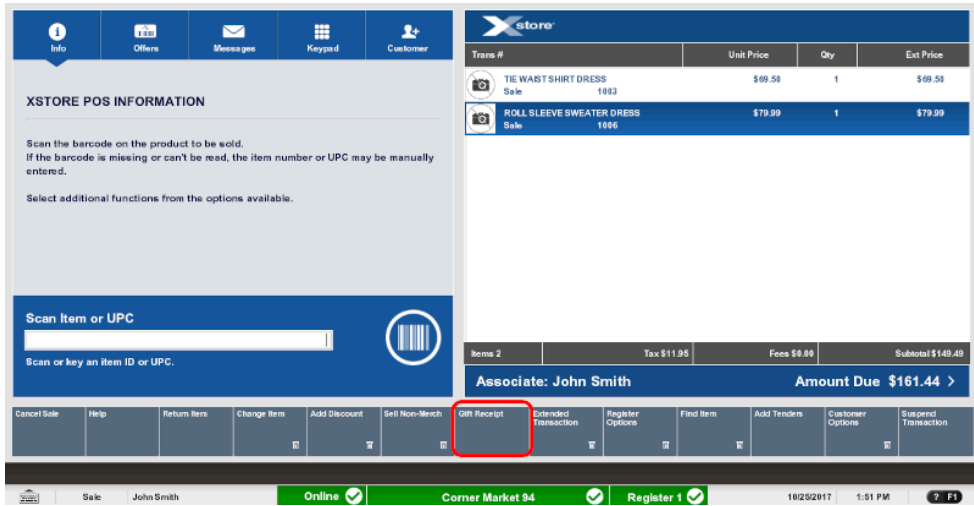 Info
Offers
Messages
Keypad
Customer
XSTORE POS INFORMATION
Scan the barcode on the product to be sold.
If the barcode is missing or can't be read, the item number or UPC may be manually
entered.
Select additional functions from the options available.
Scan Item or UPC
Scan or key an item ID or UPC.
Xstore
Trans # Unit Price Qty Ext Price
TIE WAIST SHIRT DRESS $69.50 1 $69.50
Sale 1003
ROLL SLEEVE SWEATER DRESS $79.99 1 $79.99
Sale 1006
Items 2 Tax $11.95 Fees $0.00 Subtotal $149.49
Associate: John Smith Amount Due $161.44 >
Cancel Sale
Help
Return Item
Change Item
Add Discount
Sell Non-Merch
Gift Receipt
Extended
Transaction
Register
Options
Find Item
Add Tenders
Customer
Options
Suspend
Transaction
Sale John Smith Online Corner Market 94 Register 1 10/25/2017 1:51 PM ? F1